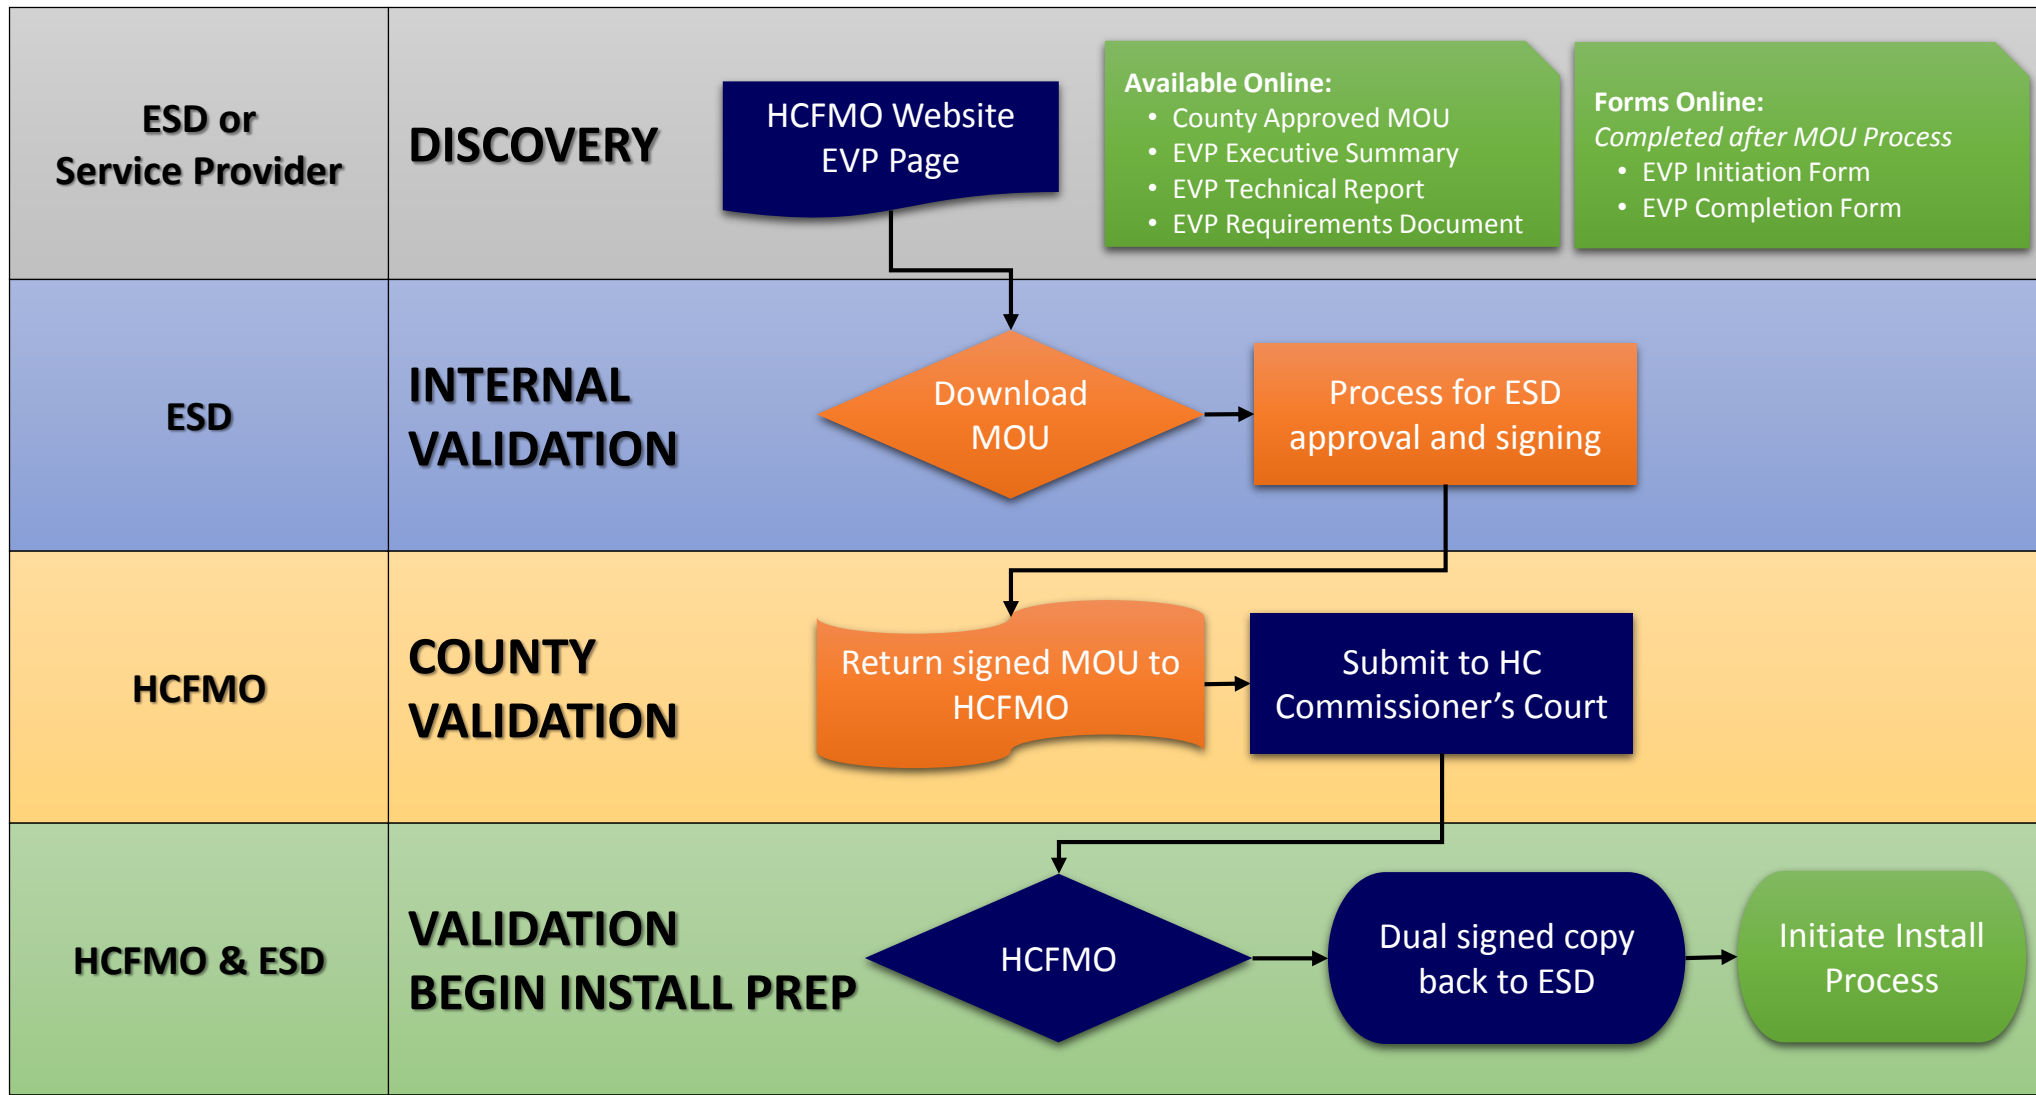 ESD or
Service Provider
DISCOVERY
HCFMO Website
EVP Page
Available Online:
• County Approved MOU
• EVP Executive Summary
• EVP Technical Report
• EVP Requirements Document
Forms Online:
Completed after MOU Process
• EVP Initiation Form
• EVP Completion Form
ESD
INTERNAL
VALIDATION
Download
MOU
Process for ESD
approval and signing
HCFMO
COUNTY
VALIDATION
Return signed MOU to
HCFMO
Submit to HC
Commissioner’s Court
HCFMO & ESD
VALIDATION
BEGIN INSTALL PREP
HCFMO
Dual signed copy
back to ESD
Initiate Install
Process